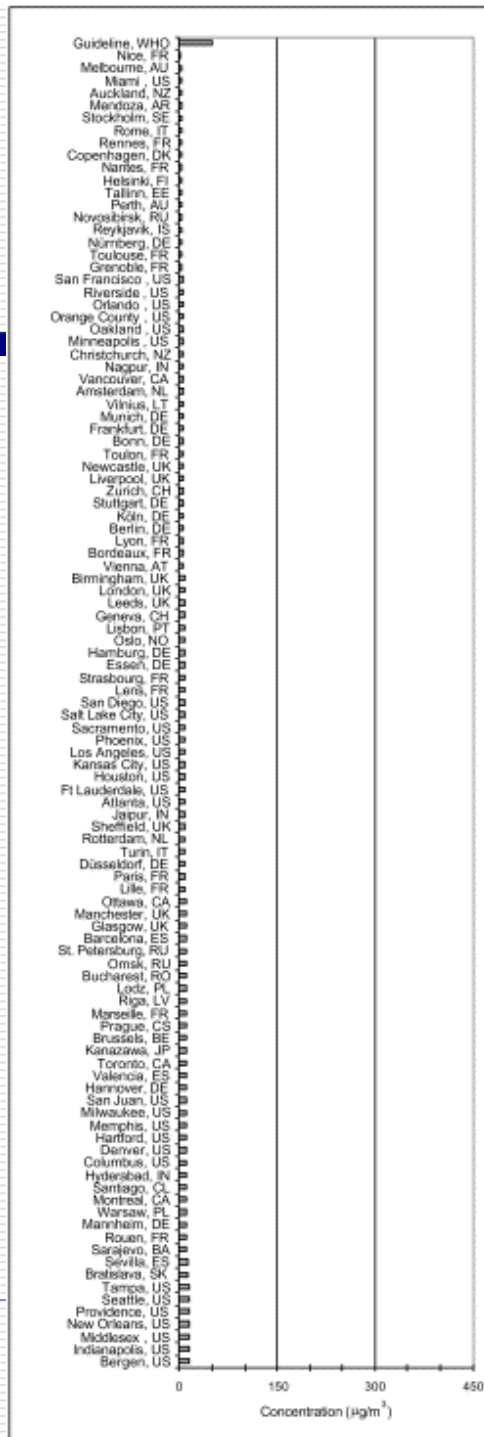 Guideline, WHO
Nice, FR
Melbourne, AU
Miami , US
Auckland, NZ
Mendoza, AR
Stockholm, SE
Rome, IT
Rennes, FR
Copenhagen, DK
Nantes, FR
Helsinki, FI
Tallinn, EE
Perth, AU
Novosibirsk, RU
Reykjavik, IS
Nürnberg, DE
Toulouse, FR
Grenoble, FR
San Francisco , US
Riverside , US
Orlando , US
Orange County , US
Oakland , US
Minneapolis , US
Christchurch, NZ
Nagpur, IN
Vancouver, CA
Amsterdam, NL
Vilnius, LT
Munich, DE
Frankfurt, DE
Bonn, DE
Toulon, FR
Newcastle, UK
Liverpool, UK
Zurich, CH
Stuttgart, DE
Köln, DE
Berlin, DE
Lyon, FR
Bordeaux, FR
Vienna, AT
Birmingham, UK
London, UK
Leeds, UK
Geneva, CH
Lisbon, PT
Oslo, NO
Hamburg, DE
Essen, DE
Strasbourg, FR
Lens, FR
San Diego, US
Salt Lake City, US
Sacramento, US
Phoenix, US
Los Angeles, US
Kansas City, US
Houston, US
Ft Lauderdale, US
Atlanta, US
Jaipur, IN
Sheffield, UK
Rotterdam, NL
Turin, IT
Düsseldorf, DE
Paris, FR
Lille, FR
Ottawa, CA
Manchester, UK
Glasgow, UK
Barcelona, ES
St. Petersburg, RU
Omsk, RU
Bucharest, RO
Lodz, PL
Riga, LV
Marseille, FR
Prague, CS
Brussels, BE
Kanazawa, JP
Toronto, CA
Valencia, ES
Hannover, DE
San Juan, US
Milwaukee, US
Memphis, US
Hartford, US
Denver, US
Columbus, US
Hyderabad, IN
Santiago, CL
Montreal, CA
Warsaw, PL
Mannheim, DE
Rouen, FR
Sarajevo, BA
Sevilla, ES
Bratislava, SK
Tampa, US
Seattle, US
Providence, US
New Orleans, US
Middlesex , US
Indianapolis, US
Bergen, US
0 150 300 450
Concentration (µg/m³)